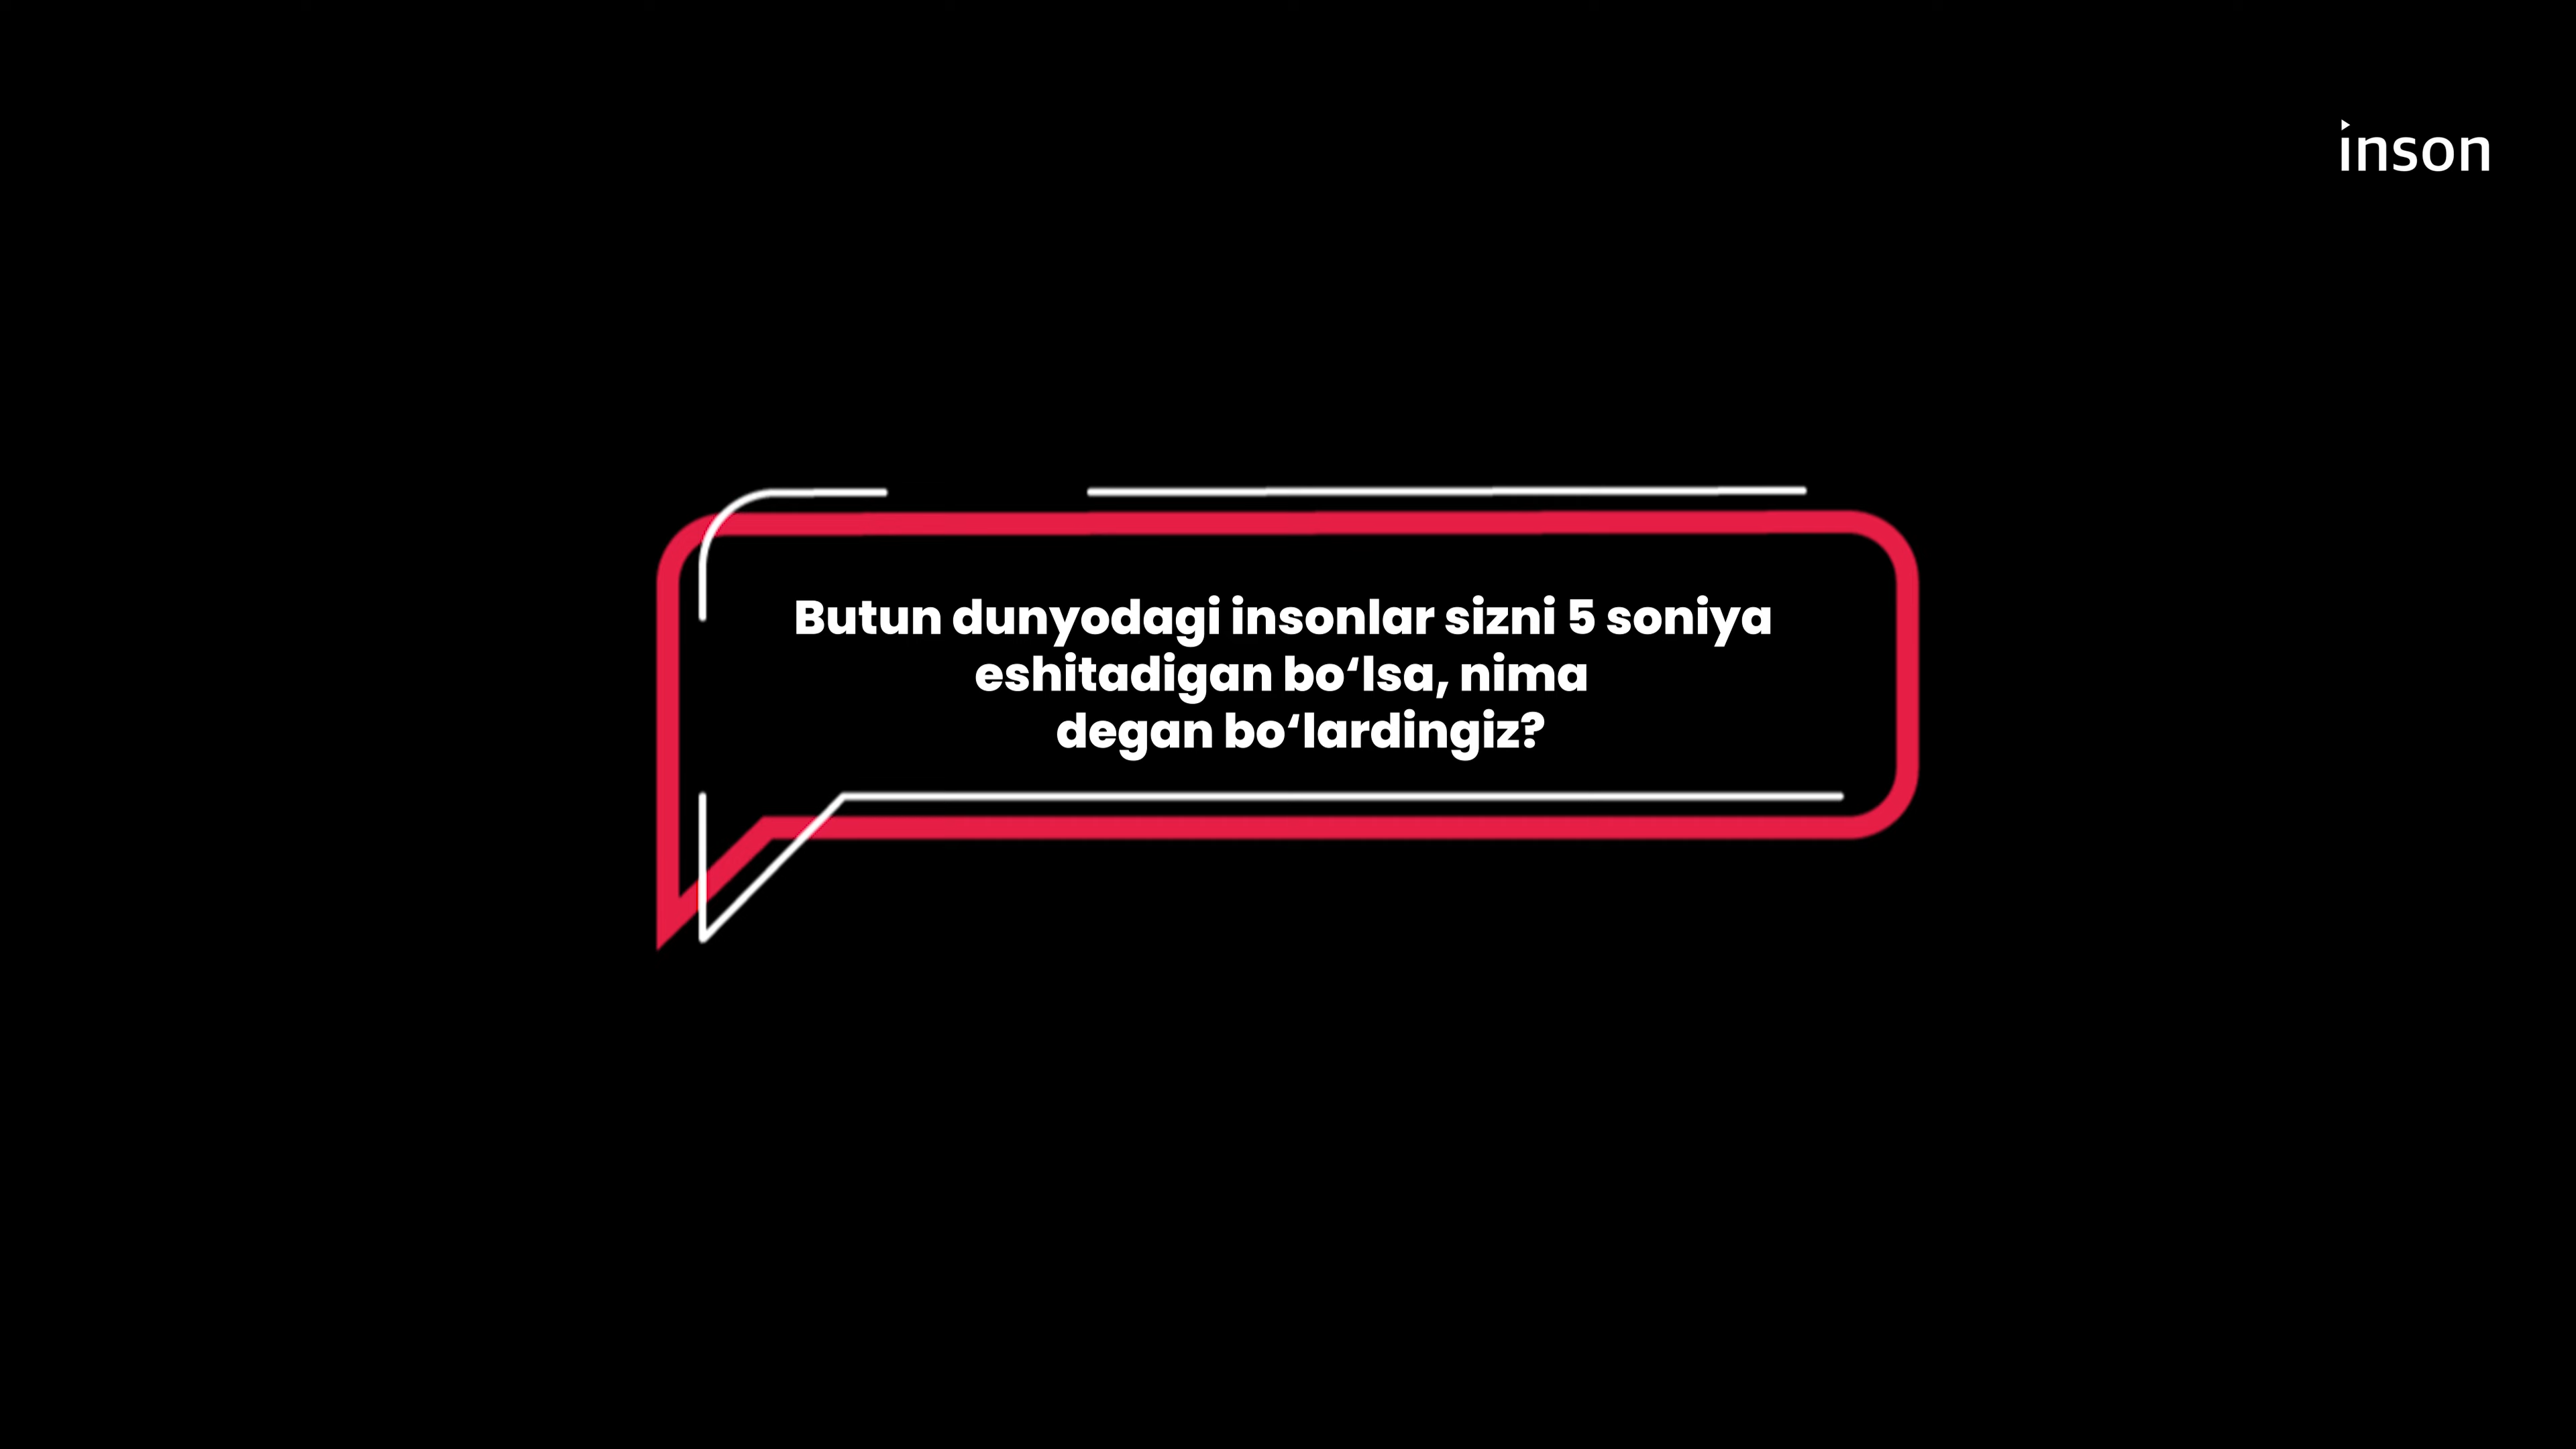 inson
Butun dunyodagi insonlar sizni 5 soniya
eshitadigan bo‘lsa, nima
degan bo‘lardingiz?